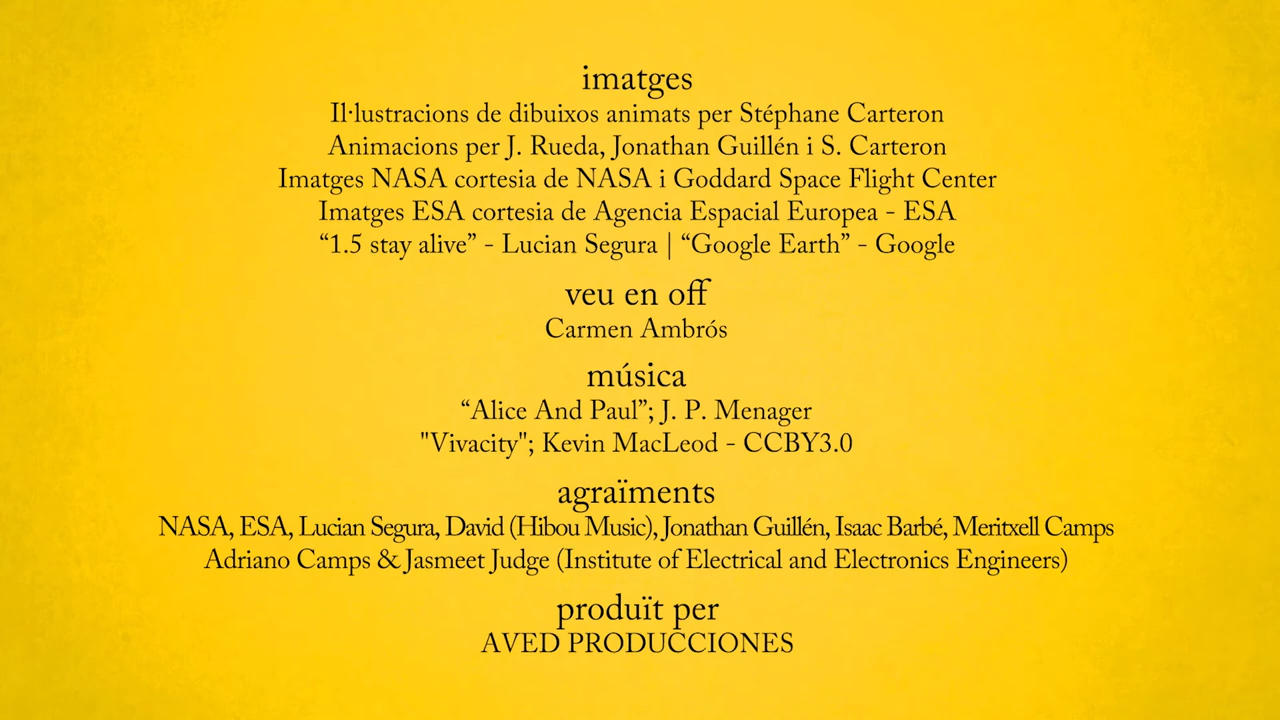 imatges
Il·lustracions de dibuixos animats per Stéphane Carteron
Animacions per J. Rueda, Jonathan Guillén i S. Carteron
Imatges NASA cortesia de NASA i Goddard Space Flight Center
Imatges ESA cortesia de Agencia Espacial Europea - ESA
“1.5 stay alive” - Lucian Segura | “Google Earth” - Google
veu en off
Carmen Ambrós
música
“Alice And Paul”; J. P. Menager
"Vivacity"; Kevin MacLeod - CCBY3.0
agraïments
NASA, ESA, Lucian Segura, David (Hibou Music), Jonathan Guillén, Isaac Barbé, Meritxell Camps
Adriano Camps & Jasmeet Judge (Institute of Electrical and Electronics Engineers)
produït per
AVED PRODUCCIONES